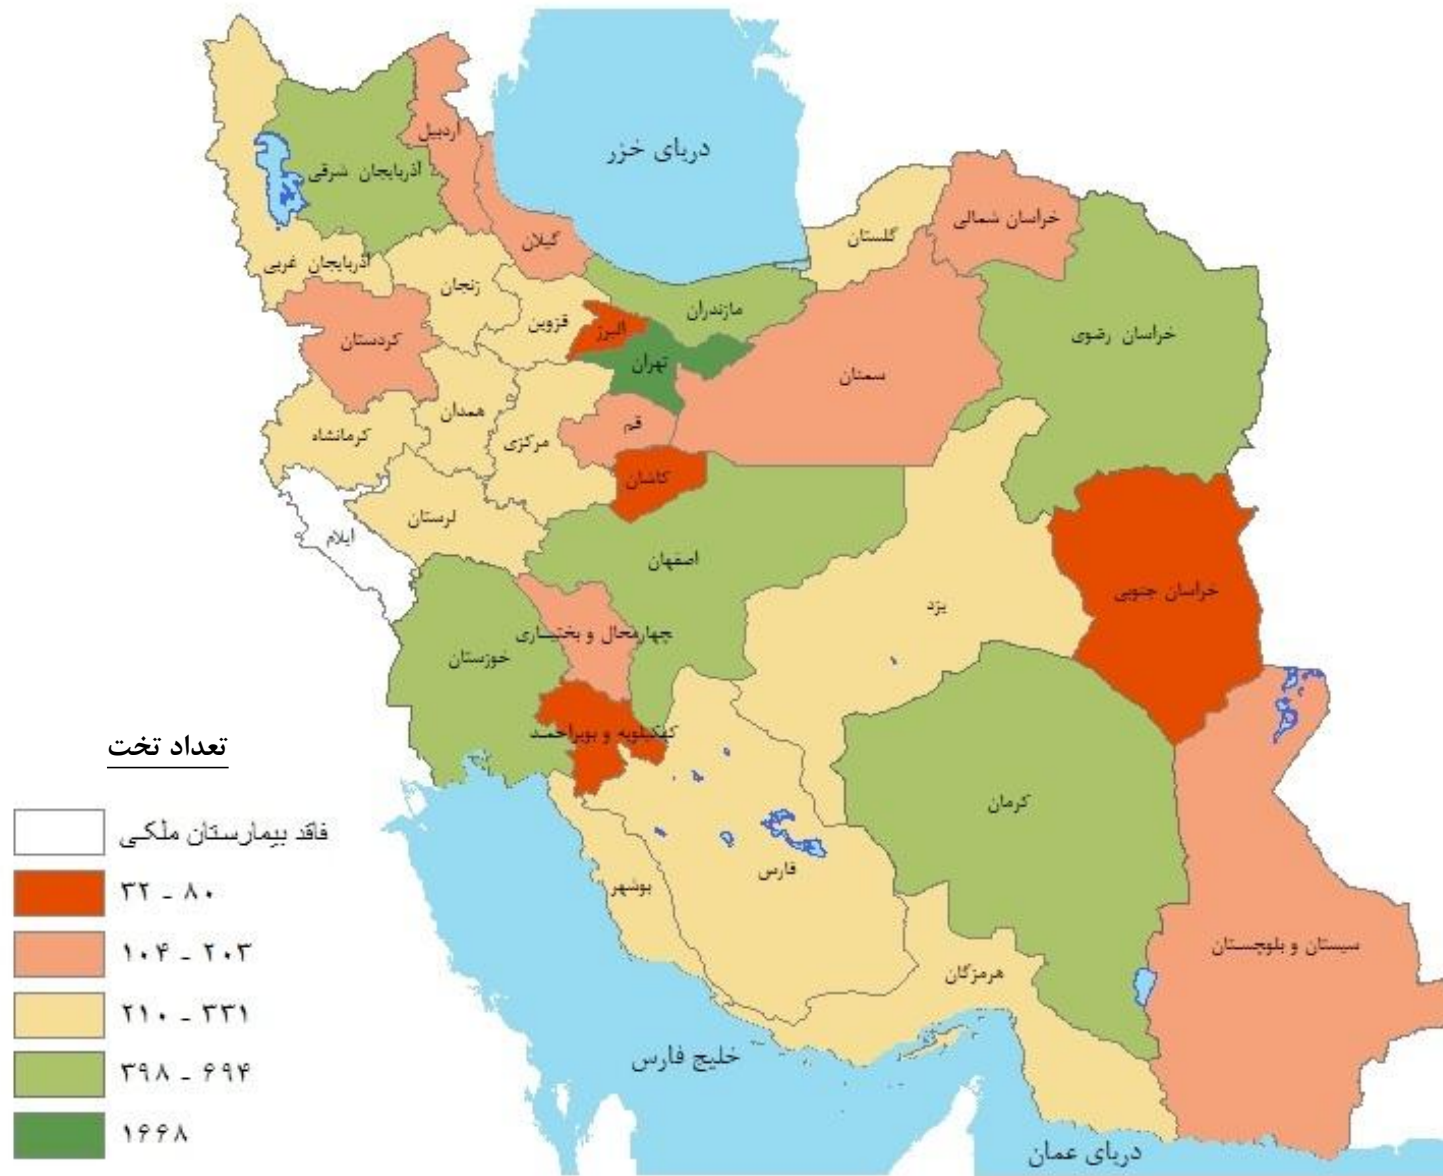 دریای خزر
اردبیل
آذربایجان شرقی
گیلان
آذربایجان غربی
زنجان
قزوین
البرز
مازندران
گلستان
خراسان شمالی
خراسان رضوی
کردستان
تهران
سمنان
همدان
قم
کرمانشاه
مرکزی
کاشان
لرستان
ایلام
اصفهان
خراسان جنوبی
یزد
چهارمحال و بختیاری
خوزستان
کهکیلویه و بویراحمد
کرمان
فارس
بوشهر
سیستان و بلوچستان
هرمزگان
خلیج فارس
دریای عمان
تعداد تخت
فاقد بیمارستان ملکی
۳۲ - ۸۰
۱۰۴ - ۲۰۳
۲۱۰ - ۳۳۱
۳۹۸ - ۶۹۴
۱۶۶۸